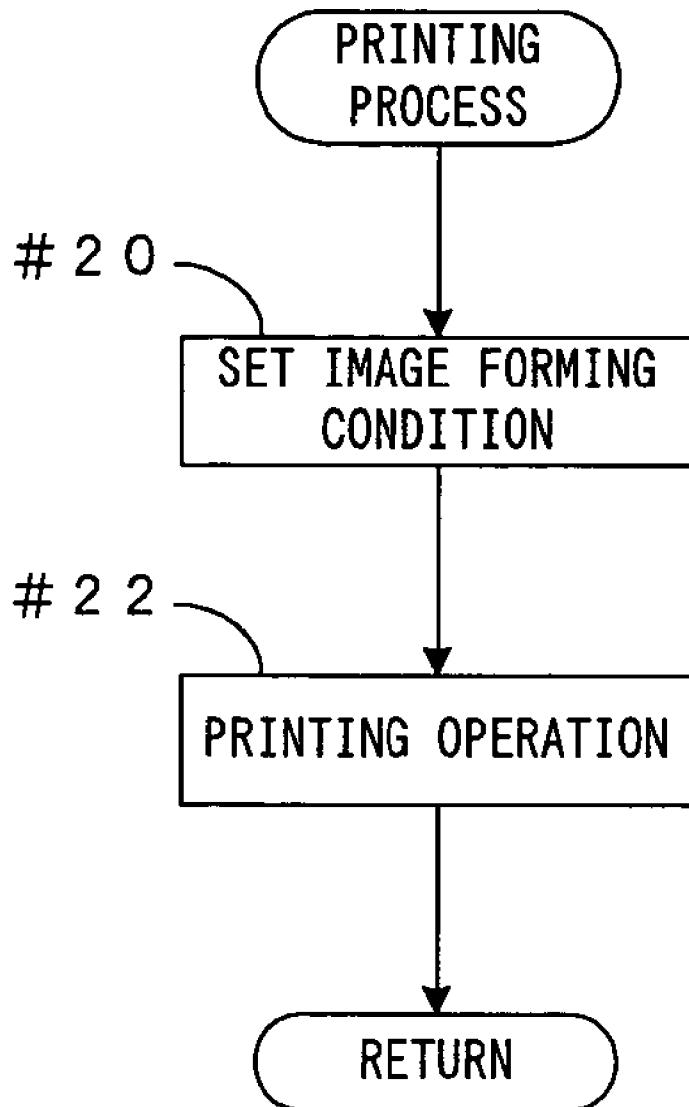 PRINTING
PROCESS
#20
SET IMAGE FORMING
CONDITION
#22
PRINTING OPERATION
RETURN